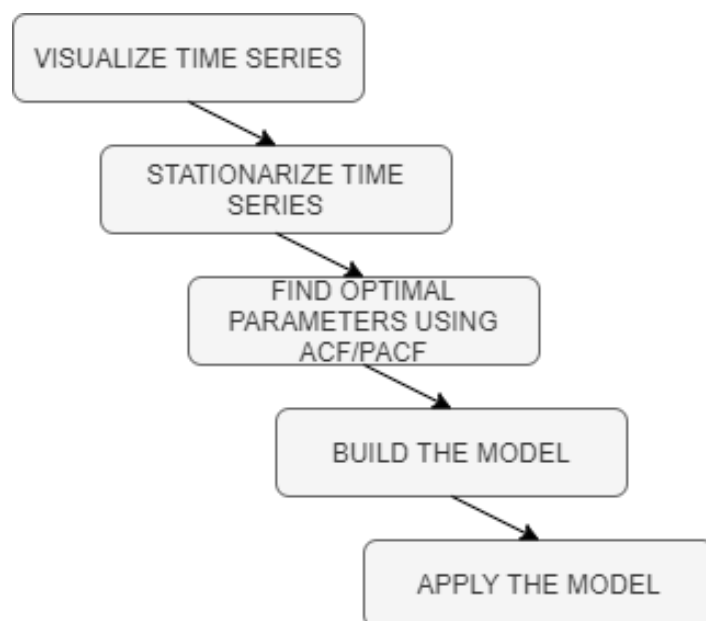 VISUALIZE TIME SERIES
STATIONARIZE TIME
SERIES
FIND OPTIMAL
PARAMETERS USING
ACF/PACF
BUILD THE MODEL
APPLY THE MODEL